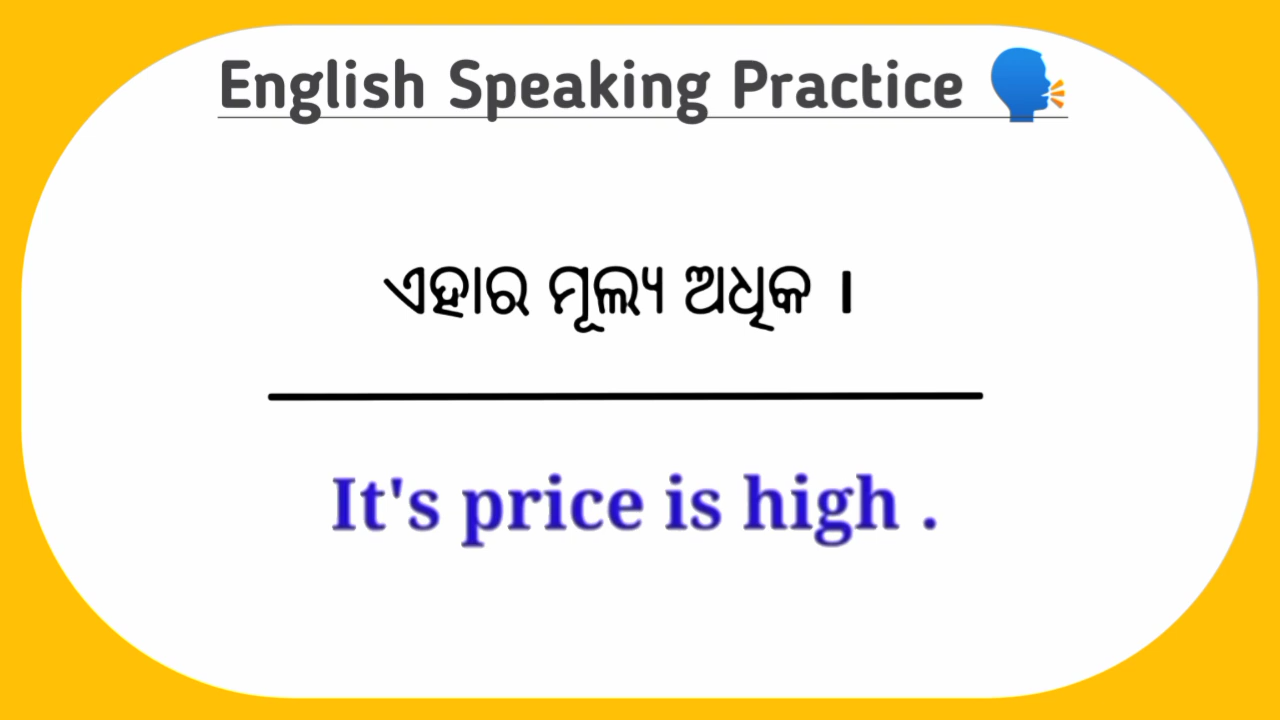 English Speaking Practice 🗣️
ଏହାର ମୂଲ୍ୟ ଅଧିକ ।
It's price is high .